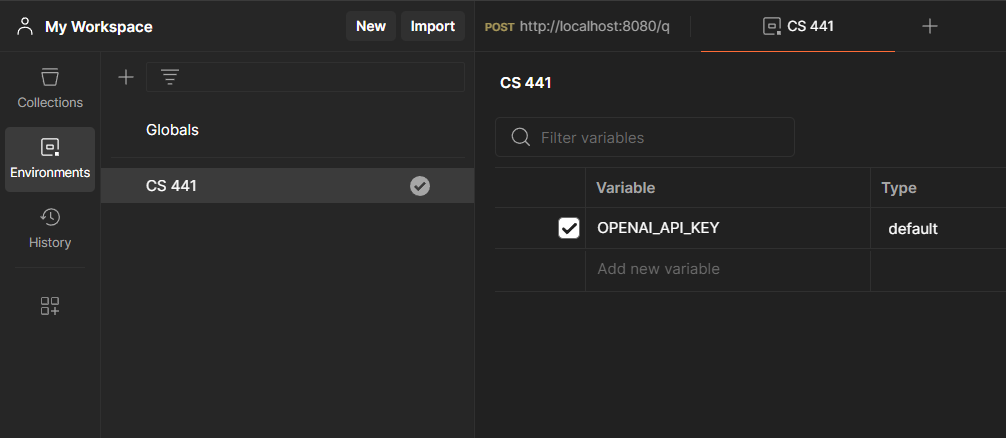 My Workspace
New
Import
POST http://localhost:8080/q
CS 441
Collections
Environments
History
Globals
CS 441
CS 441
Filter variables
Variable
Type
OPENAI_API_KEY
default
Add new variable